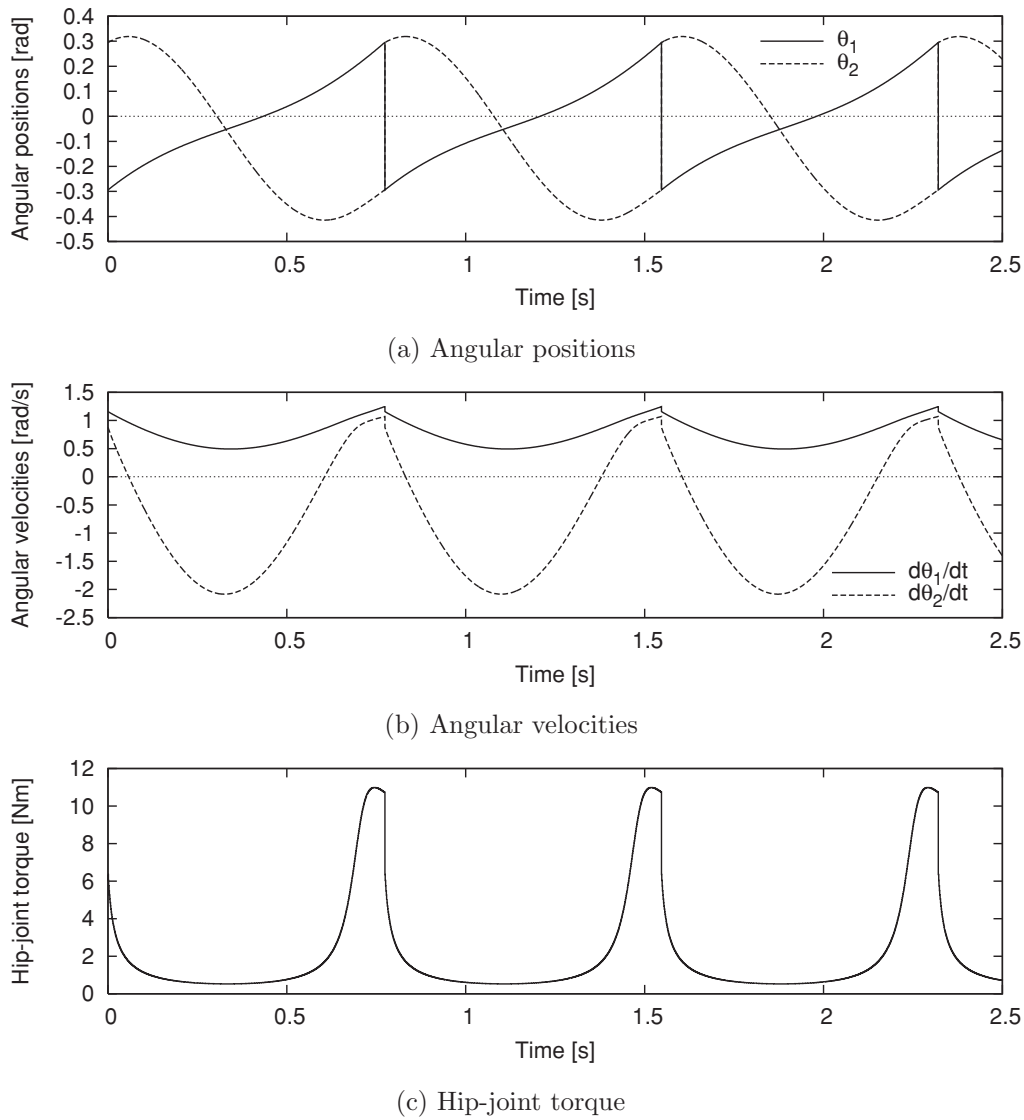 Angular positions [rad]
0.4
0.3
0.2
0.1
0
-0.1
-0.2
-0.3
-0.4
-0.5
θ1
θ2
0 0.5 1 1.5 2 2.5
Time [s]
(a) Angular positions
Angular velocities [rad/s]
1.5
1
0.5
0
-0.5
-1
-1.5
-2
-2.5
dθ1/dt
dθ2/dt
0 0.5 1 1.5 2 2.5
Time [s]
(b) Angular velocities
Hip-joint torque [Nm]
12
10
8
6
4
2
0
0 0.5 1 1.5 2 2.5
Time [s]
(c) Hip-joint torque